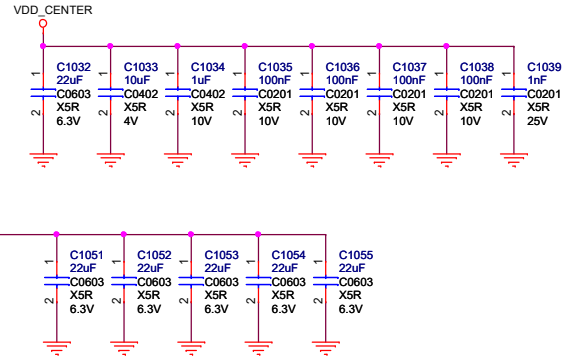 VDD_CENTER
1 C1032 1 C1033 1 C1034 1 C1035 1 C1036 1 C1037 1 C1038 1 C1039
22uF 10uF 1uF 100nF 100nF 100nF 100nF 1nF
C0603 C0402 C0402 C0201 C0201 C0201 C0201 C0201
2 X5R 2 X5R 2 X5R 2 X5R 2 X5R 2 X5R 2 X5R 2 X5R
6.3V 4V 10V 10V 10V 10V 10V 25V
1 C1051 1 C1052 1 C1053 1 C1054 1 C1055
22uF 22uF 22uF 22uF 22uF
C0603 C0603 C0603 C0603 C0603
2 X5R 2 X5R 2 X5R 2 X5R 2 X5R
6.3V 6.3V 6.3V 6.3V 6.3V